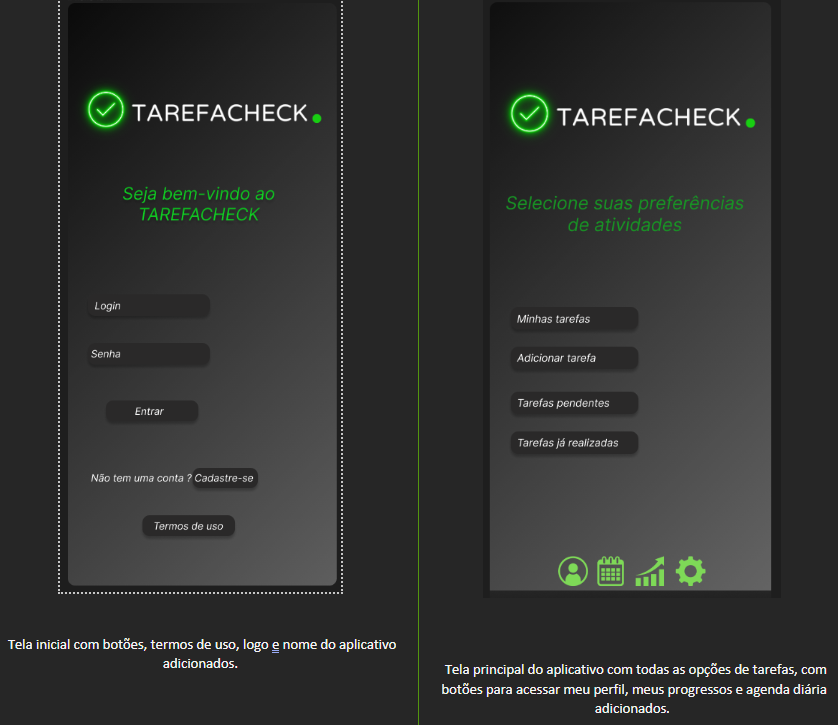 TAREFACHECK.
Seja bem-vindo ao
TAREFACHECK
Login
Senha
Entrar
Não tem uma conta ? Cadastre-se
Termos de uso
Tela inicial com botões, termos de uso, logo e nome do aplicativo
adicionados.
TAREFACHECK.
Selecione suas preferências
de atividades
Minhas tarefas
Adicionar tarefa
Tarefas pendentes
Tarefas já realizadas
Tela principal do aplicativo com todas as opções de tarefas, com
botões para acessar meu perfil, meus progressos e agenda diária
adicionados.